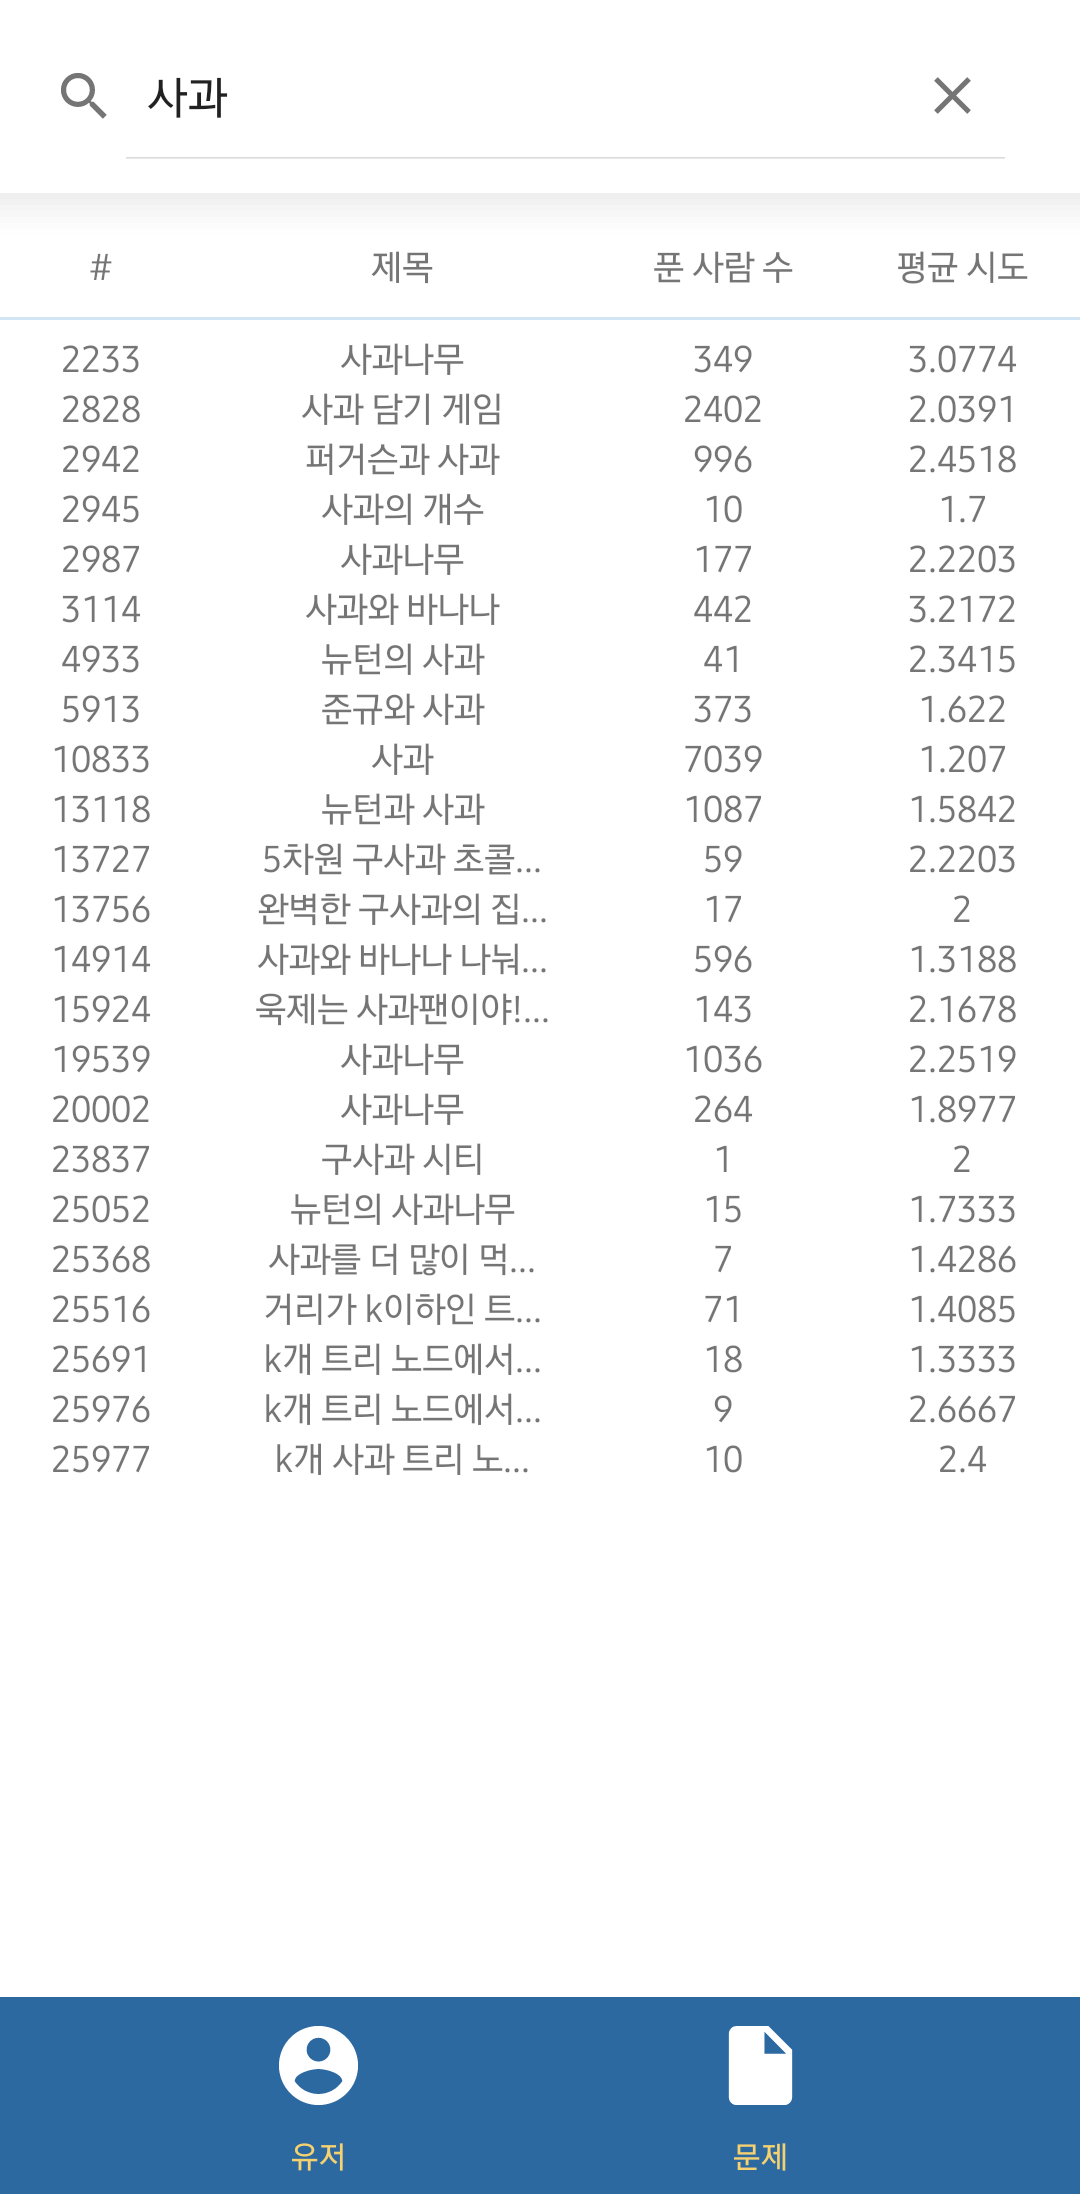 사과
# 제목 푼 사람 수 평균 시도
2233 사과나무 349 3.0774
2828 사과 담기 게임 2402 2.0391
2942 퍼거슨과 사과 996 2.4518
2945 사과의 개수 10 1.7
2987 사과나무 177 2.2203
3114 사과와 바나나 442 3.2172
4933 뉴턴의 사과 41 2.3415
5913 준규와 사과 373 1.622
10833 사과 7039 1.207
13118 뉴턴과 사과 1087 1.5842
13727 5차원 구사과 초콜... 59 2.2203
13756 완벽한 구사과의 집... 17 2
14914 사과와 바나나 나눠... 596 1.3188
15924 욱제는 사과팬이야!... 143 2.1678
19539 사과나무 1036 2.2519
20002 사과나무 264 1.8977
23837 구사과 시티 1 2
25052 뉴턴의 사과나무 15 1.7333
25368 사과를 더 많이 먹... 7 1.4286
25516 거리가 k이하인 트... 71 1.4085
25691 k개 트리 노드에서... 18 1.3333
25976 k개 트리 노드에서... 9 2.6667
25977 k개 사과 트리 노... 10 2.4
유저 문제